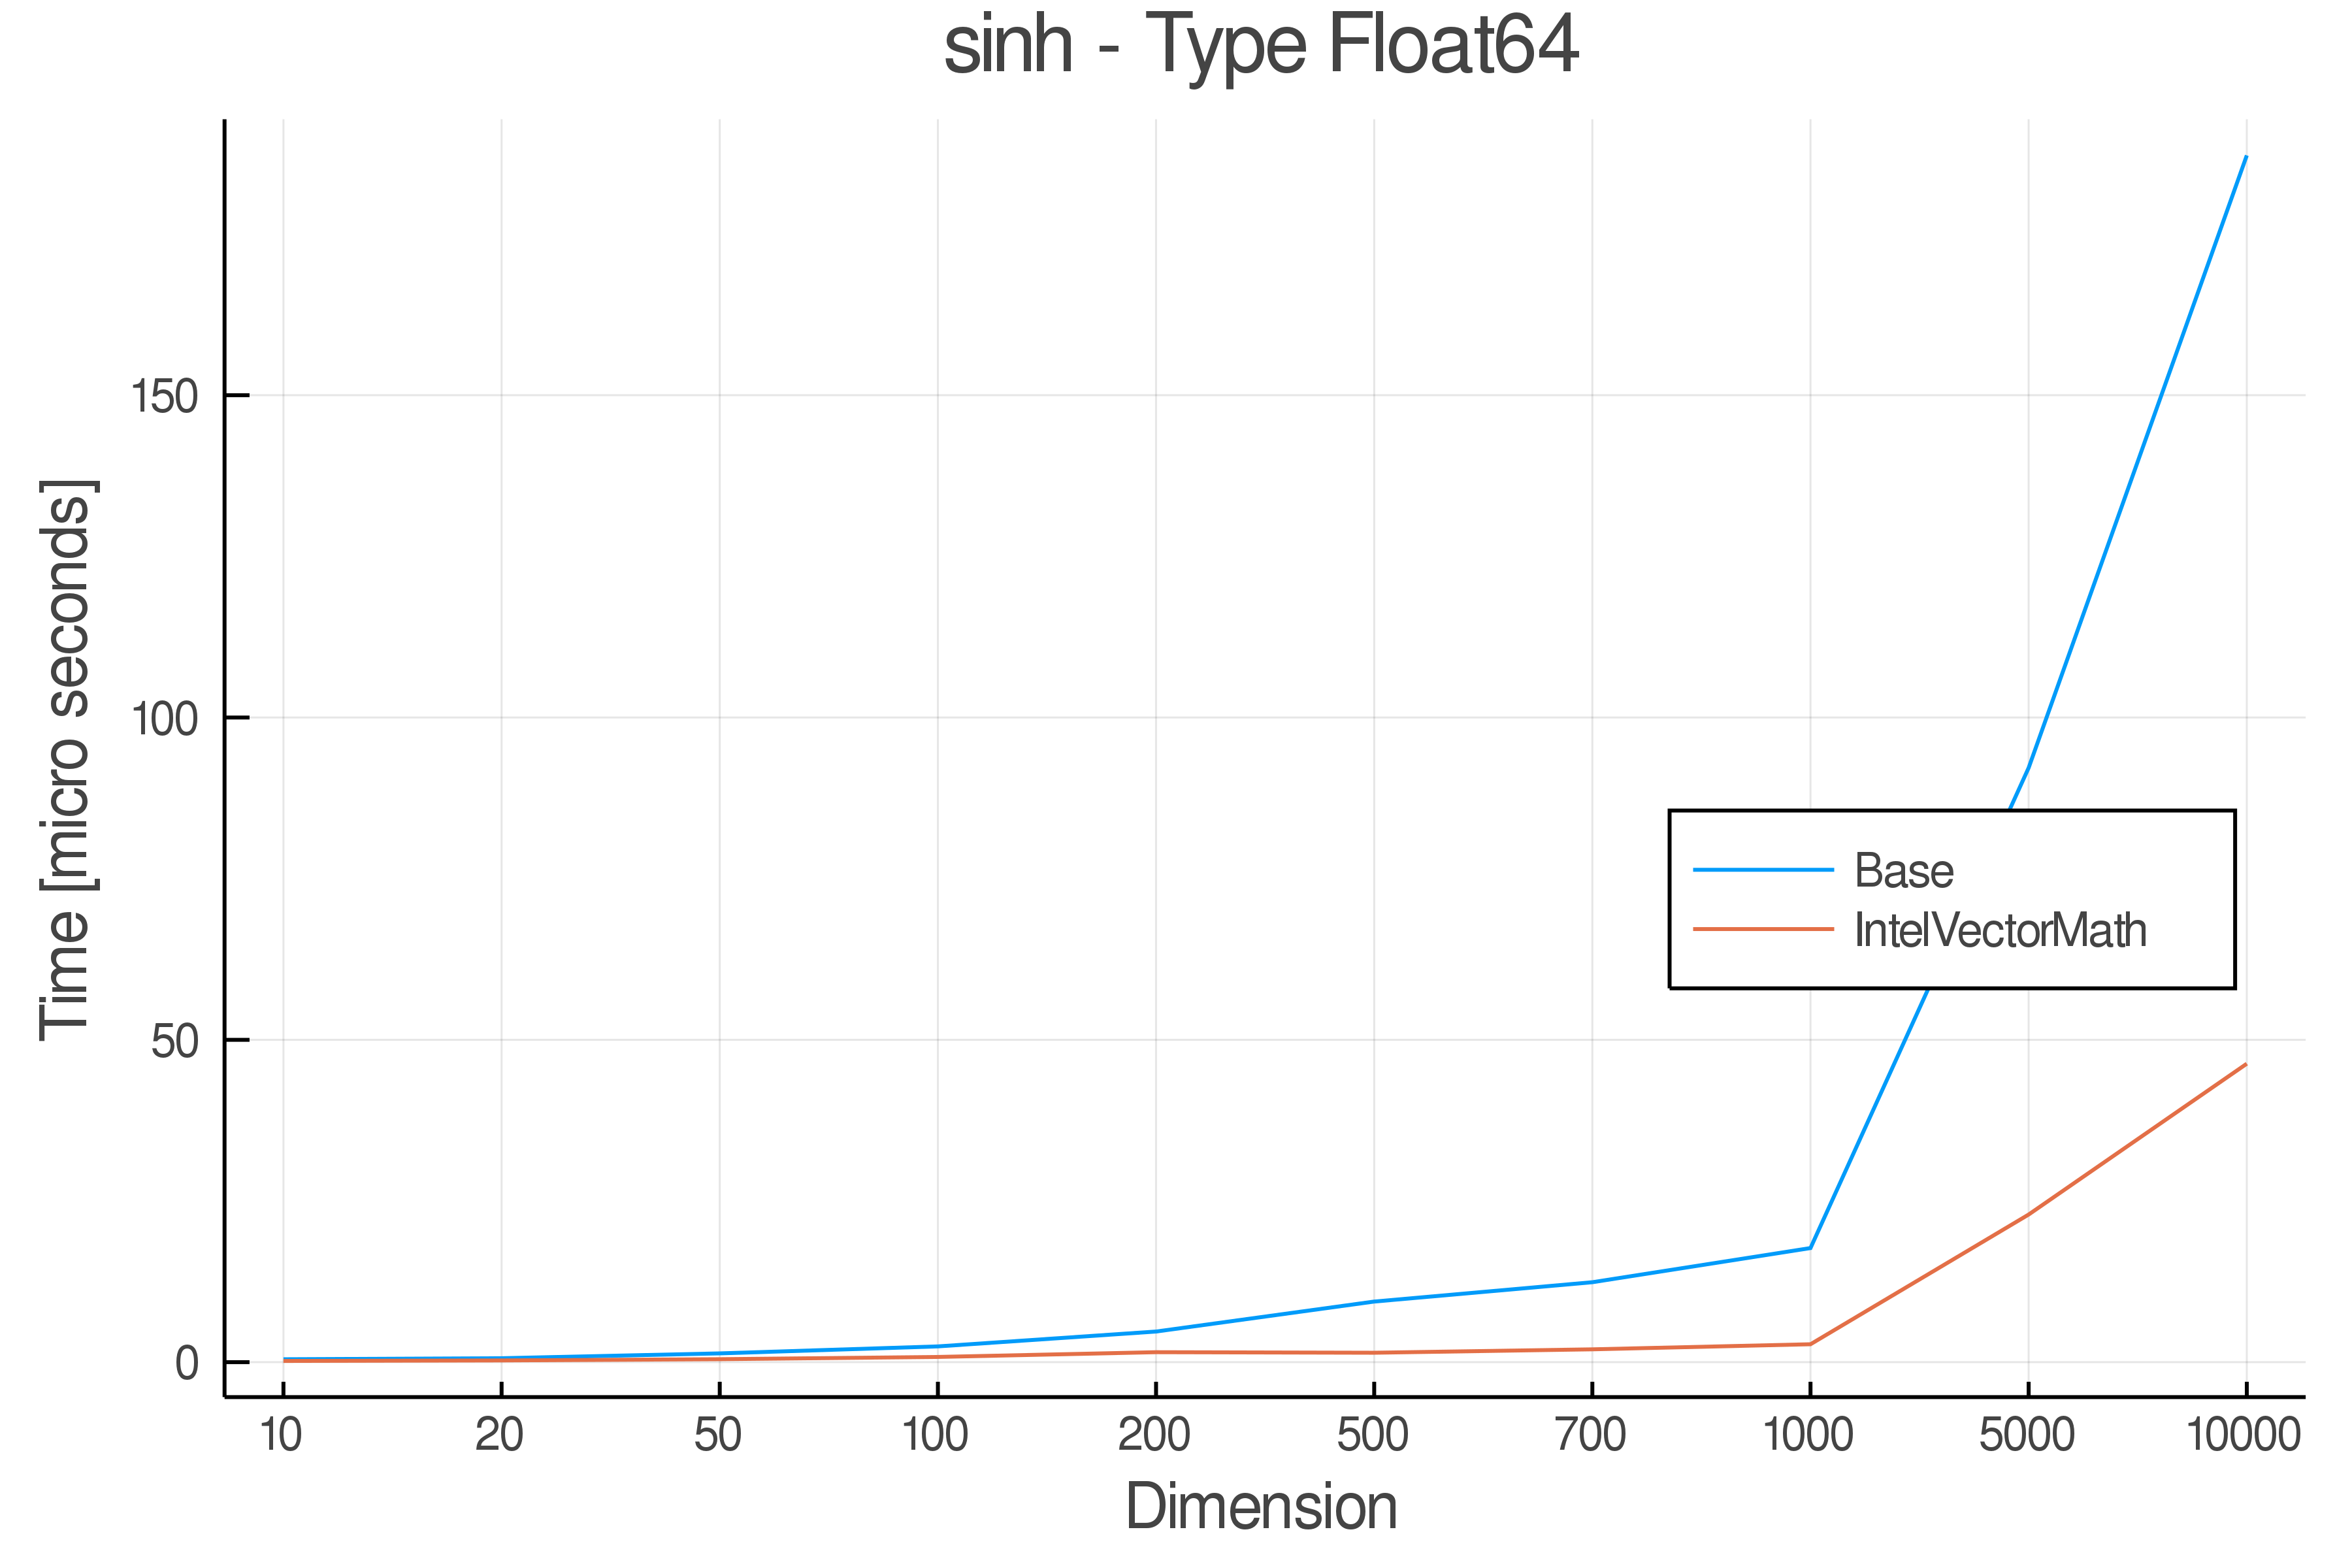 sinh - Type Float64
Time [micro seconds]
150
100
50
0
Base
IntelVectorMath
10 20 50 100 200 500 700 1000 5000 10000
Dimension